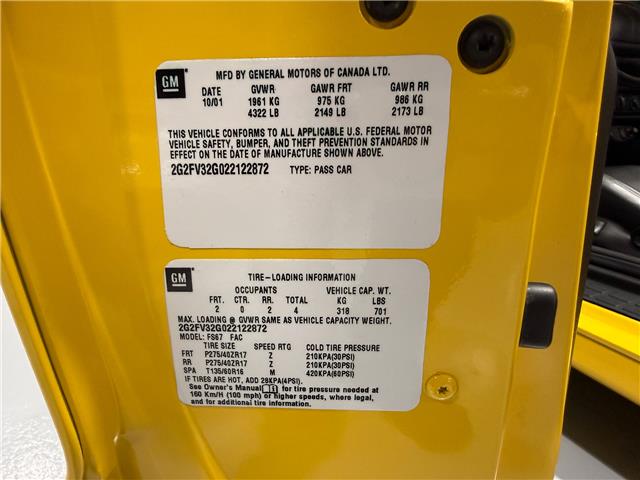 GM
MFD BY GENERAL MOTORS OF CANADA LTD.
DATE GVWR GAWR FRT GAWR RR
10/01 1961 KG 975 KG 986 KG
4322 LB 2149 LB 2173 LB
THIS VEHICLE CONFORMS TO ALL APPLICABLE U.S. FEDERAL MOTOR
VEHICLE SAFETY, BUMPER, AND THEFT PREVENTION STANDARDS IN
EFFECT ON THE DATE OF MANUFACTURE SHOWN ABOVE.
2G2FV32G022122872 TYPE: PASS CAR
GM
TIRE-LOADING INFORMATION
OCCUPANTS VEHICLE CAP. WT.
FRT. CTR. RR. TOTAL KG LBS
2 0 2 4 318 701
MAX. LOADING @ GVWR SAME AS VEHICLE CAPACITY WEIGHT.
2G2FV32G022122872
MODEL: FS67 FAC
TIRE SIZE SPEED RTG COLD TIRE PRESSURE
FRT P275/40ZR17 Z 210KPA(30PSI)
RR P275/40ZR17 Z 210KPA(30PSI)
SPA T135/60R16 M 420KPA(60PSI)
IF TIRES ARE HOT, ADD 28KPA(4PSI).
See Owner's Manual for tire pressure needed at
160 Km/H (100 mph) or higher speeds, where legal,
and for additional tire information.